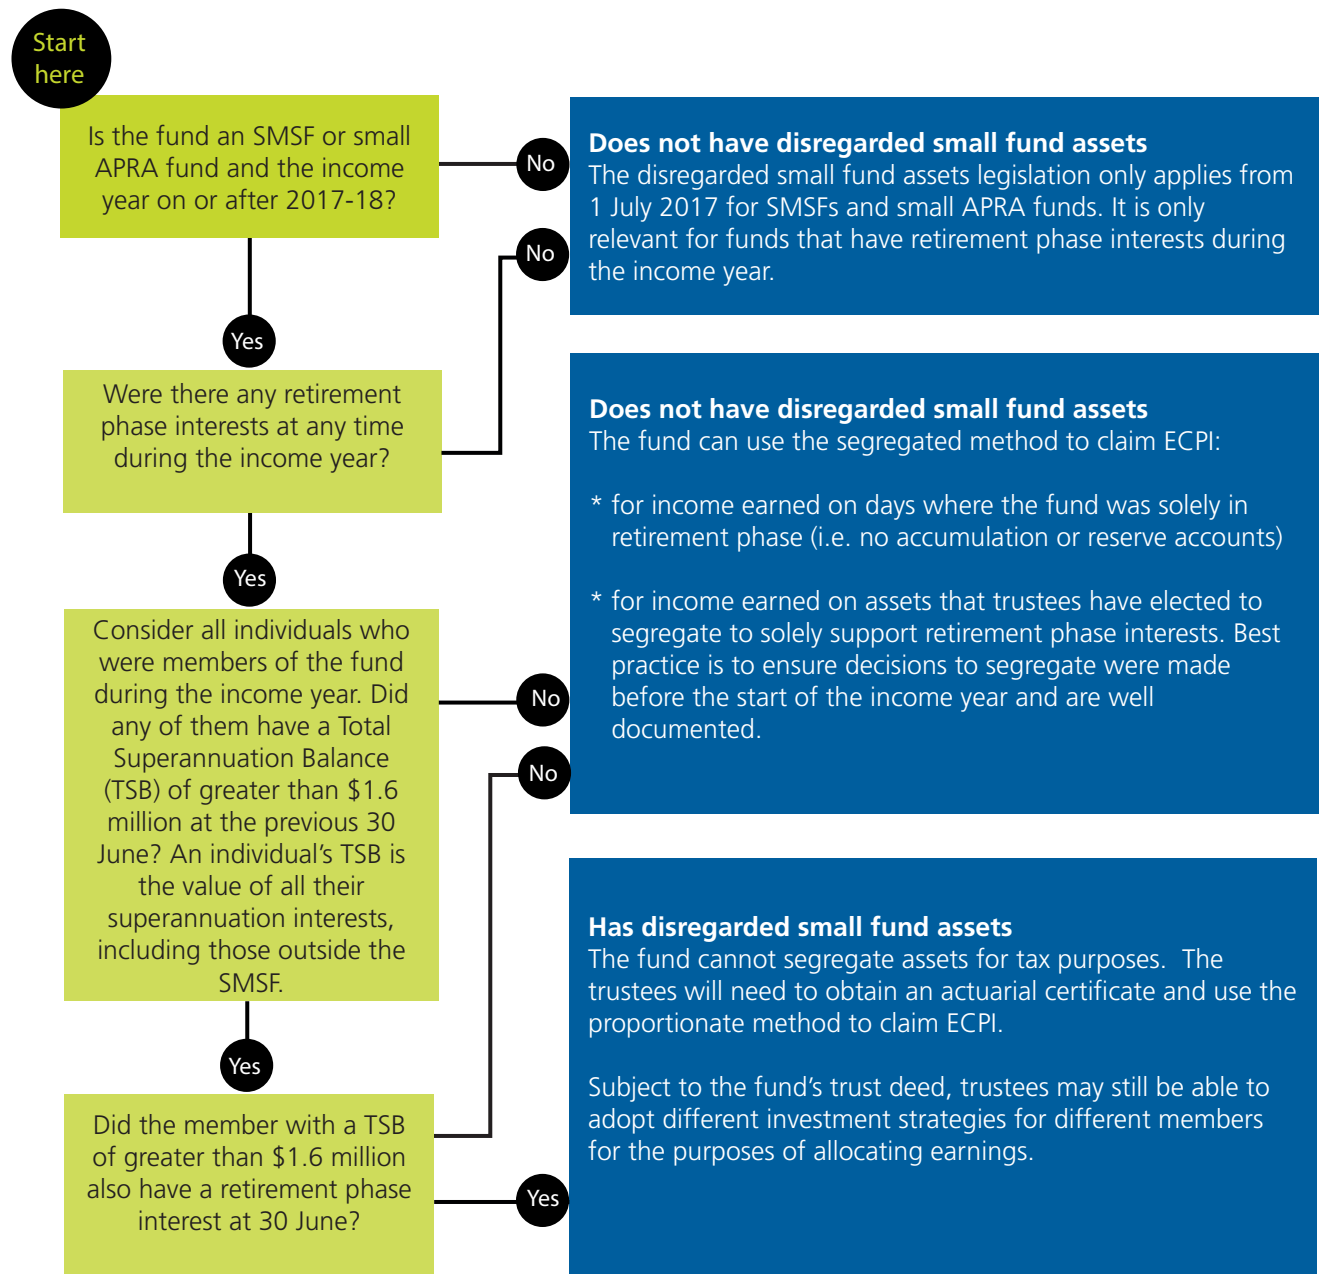 Start
here
Is the fund an SMSF or small
APRA fund and the income
year on or after 2017-18?
No
Does not have disregarded small fund assets
The disregarded small fund assets legislation only applies from
1 July 2017 for SMSFs and small APRA funds. It is only
relevant for funds that have retirement phase interests during
the income year.
No
Yes
Were there any retirement
phase interests at any time
during the income year?
Does not have disregarded small fund assets
The fund can use the segregated method to claim ECPI:
* for income earned on days where the fund was solely in
retirement phase (i.e. no accumulation or reserve accounts)
* for income earned on assets that trustees have elected to
segregate to solely support retirement phase interests. Best
practice is to ensure decisions to segregate were made
before the start of the income year and are well
documented.
Yes
Consider all individuals who
were members of the fund
during the income year. Did
any of them have a Total
Superannuation Balance
(TSB) of greater than $1.6
million at the previous 30
June? An individual’s TSB is
the value of all their
superannuation interests,
including those outside the
SMSF.
No
No
Yes
Did the member with a TSB
of greater than $1.6 million
also have a retirement phase
interest at 30 June?
Yes
Has disregarded small fund assets
The fund cannot segregate assets for tax purposes.  The
trustees will need to obtain an actuarial certificate and use the
proportionate method to claim ECPI.
Subject to the fund’s trust deed, trustees may still be able to
adopt different investment strategies for different members
for the purposes of allocating earnings.